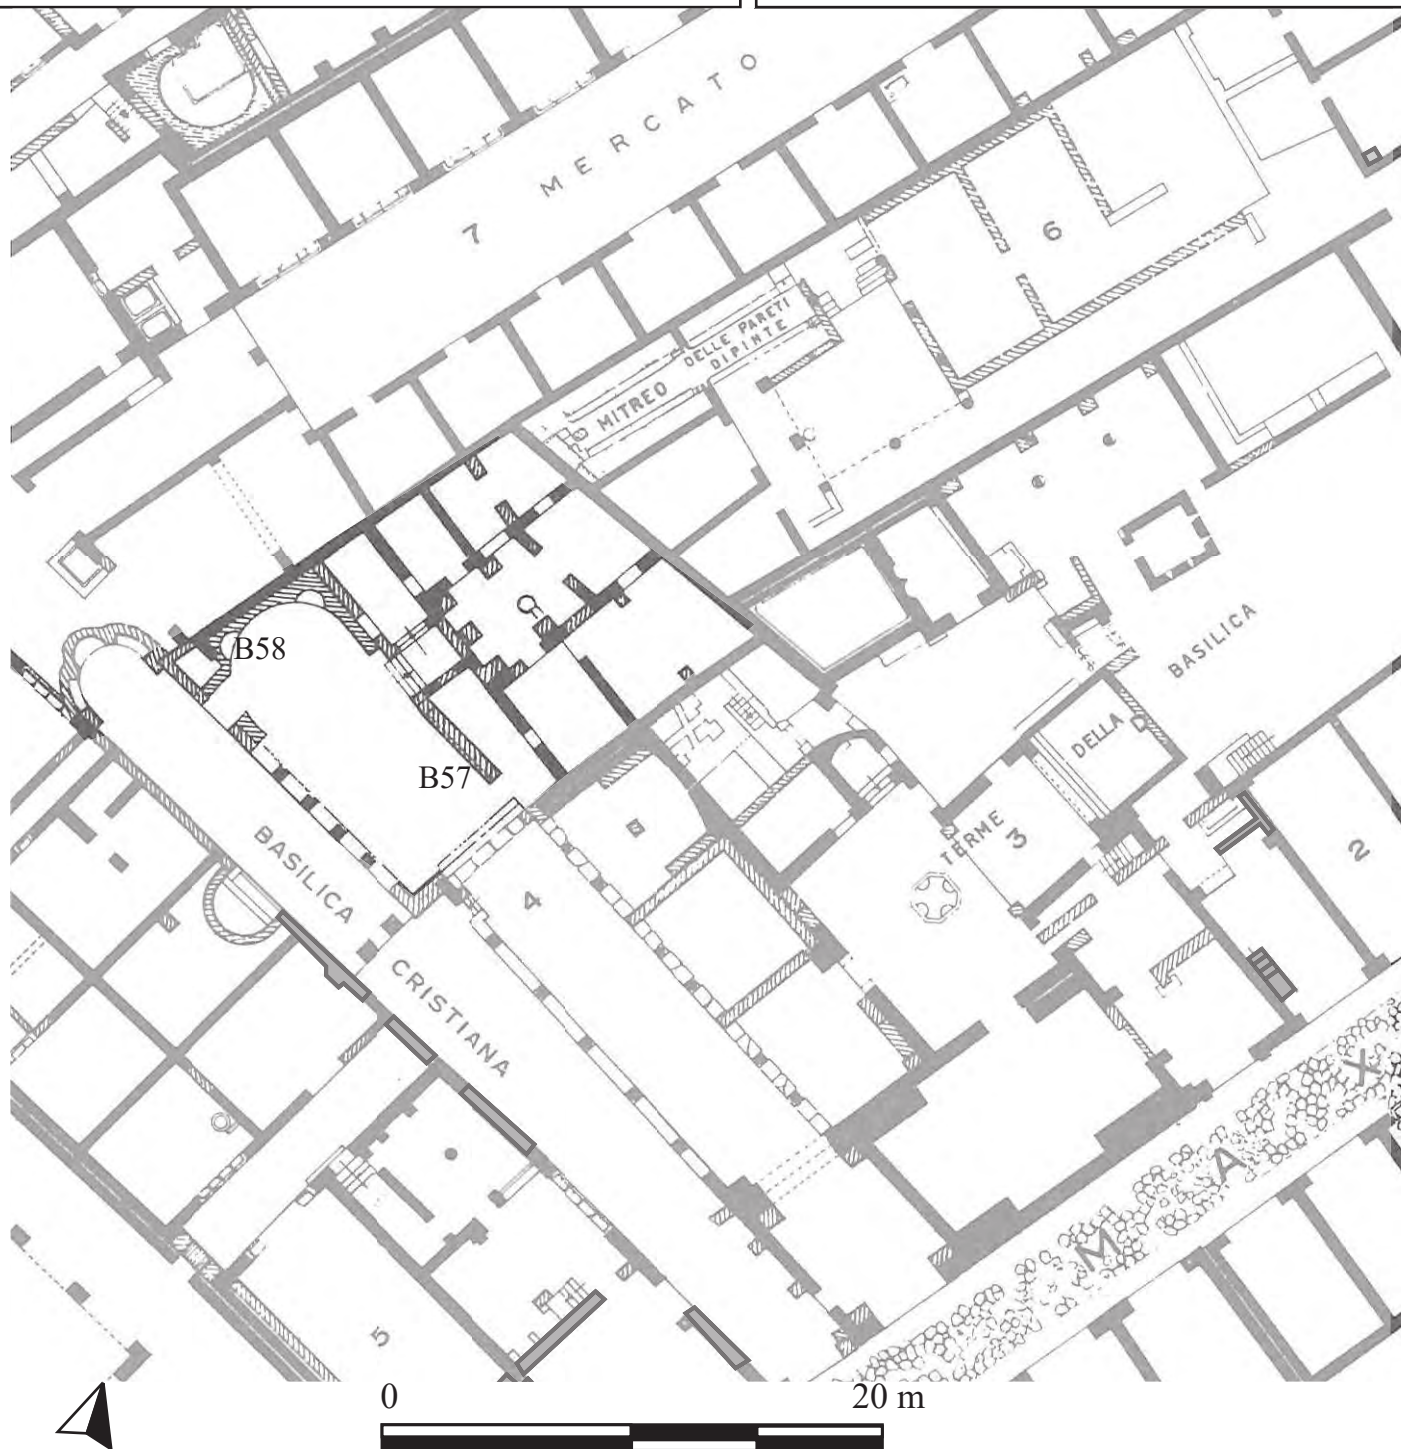 7 MERCATO
6
MITREO DELLE PARETI
DIPINTE
B58
B57
BASILICA
CRISTIANA
4
5
TERME
3
DELLA
BASILICA
2
MAX
0 20 m